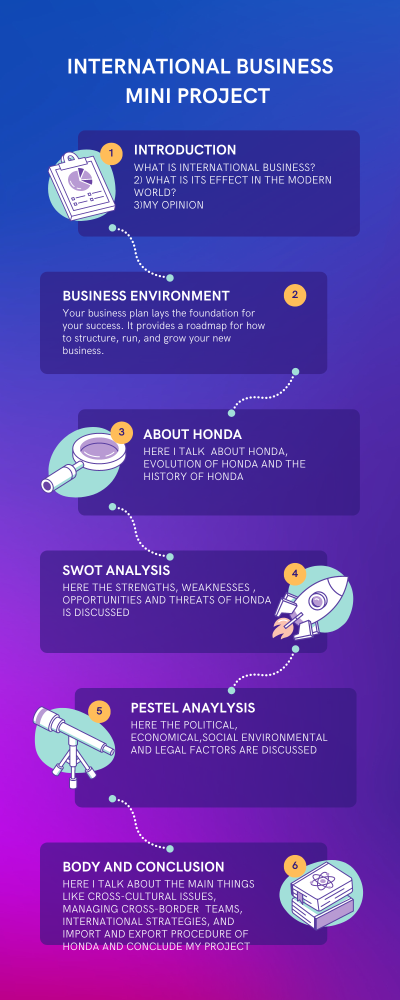 INTERNATIONAL BUSINESS
MINI PROJECT
1
INTRODUCTION
WHAT IS INTERNATIONAL BUSINESS?
2) WHAT IS ITS EFFECT IN THE MODERN
WORLD?
3)MY OPINION
BUSINESS ENVIRONMENT
2
Your business plan lays the foundation for
your success. It provides a roadmap for how
to structure, run, and grow your new
business.
3
ABOUT HONDA
HERE I TALK  ABOUT HONDA,
EVOLUTION OF HONDA AND THE
HISTORY OF HONDA
SWOT ANALYSIS
4
HERE THE STRENGTHS, WEAKNESSES ,
OPPORTUNITIES AND THREATS OF HONDA
IS DISCUSSED
5
PESTEL ANAYLYSIS
HERE THE POLITICAL,
ECONOMICAL,SOCIAL ENVIRONMENTAL
AND LEGAL FACTORS ARE DISCUSSED
BODY AND CONCLUSION
6
HERE I TALK ABOUT THE MAIN THINGS
LIKE CROSS-CULTURAL ISSUES,
MANAGING CROSS-BORDER  TEAMS,
INTERNATIONAL STRATEGIES, AND
IMPORT AND EXPORT PROCEDURE OF
HONDA AND CONCLUDE MY PROJECT